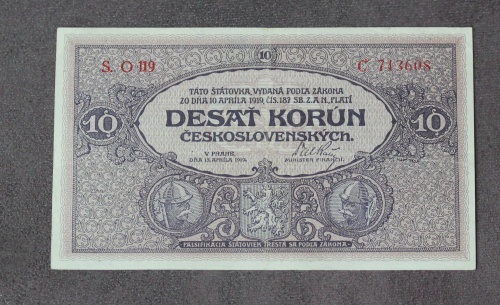 10
S. O 119 C 713608
TÁTO ŠTÁTOVKA, VYDANÁ PODĽA ZÁKONA
ZO DŇA 10. APRÍLA 1919, ČÍS. 187 SB. Z. A N., PLATÍ
10 DESAŤ KORÚN 10
ČESKOSLOVENSKÝCH.
V PRAHE
DŇA 15. APRÍLA 1919. MINISTER FINANCIÍ.
FALSIFIKÁCIA ŠTÁTOVIEK TRESTÁ SA PODĽA ZÁKONA